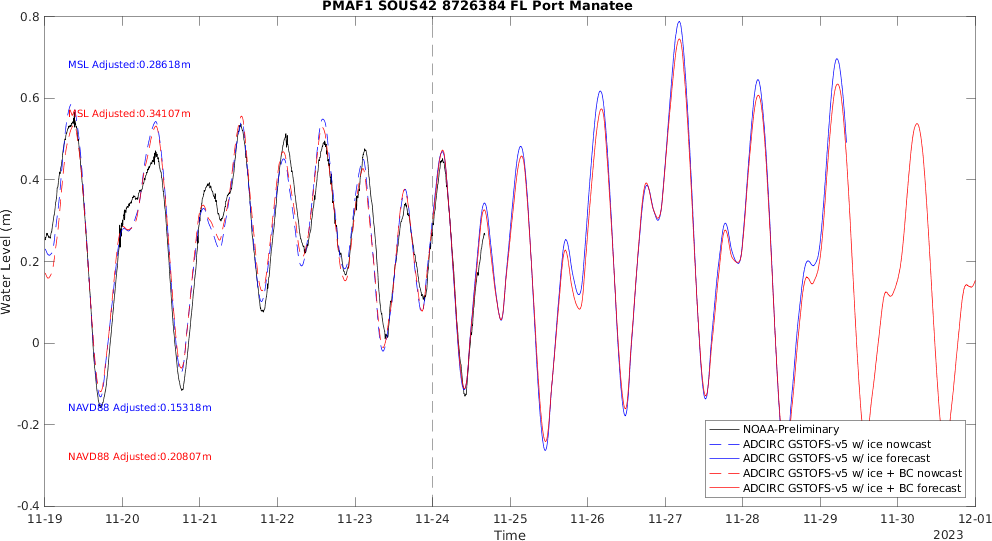 PMAF1 SOUS42 8726384 FL Port Manatee
0.8
0.6
0.4
0.2
0
-0.2
-0.4
Water Level (m)
MSL Adjusted:0.28618m
MSL Adjusted:0.34107m
NAVD88 Adjusted:0.15318m
NAVD88 Adjusted:0.20807m
NOAA-Preliminary
ADCIRC GSTOFS-v5 w/ ice nowcast
ADCIRC GSTOFS-v5 w/ ice forecast
ADCIRC GSTOFS-v5 w/ ice + BC nowcast
ADCIRC GSTOFS-v5 w/ ice + BC forecast
11-19 11-20 11-21 11-22 11-23 11-24 11-25 11-26 11-27 11-28 11-29 11-30 12-01
Time
2023